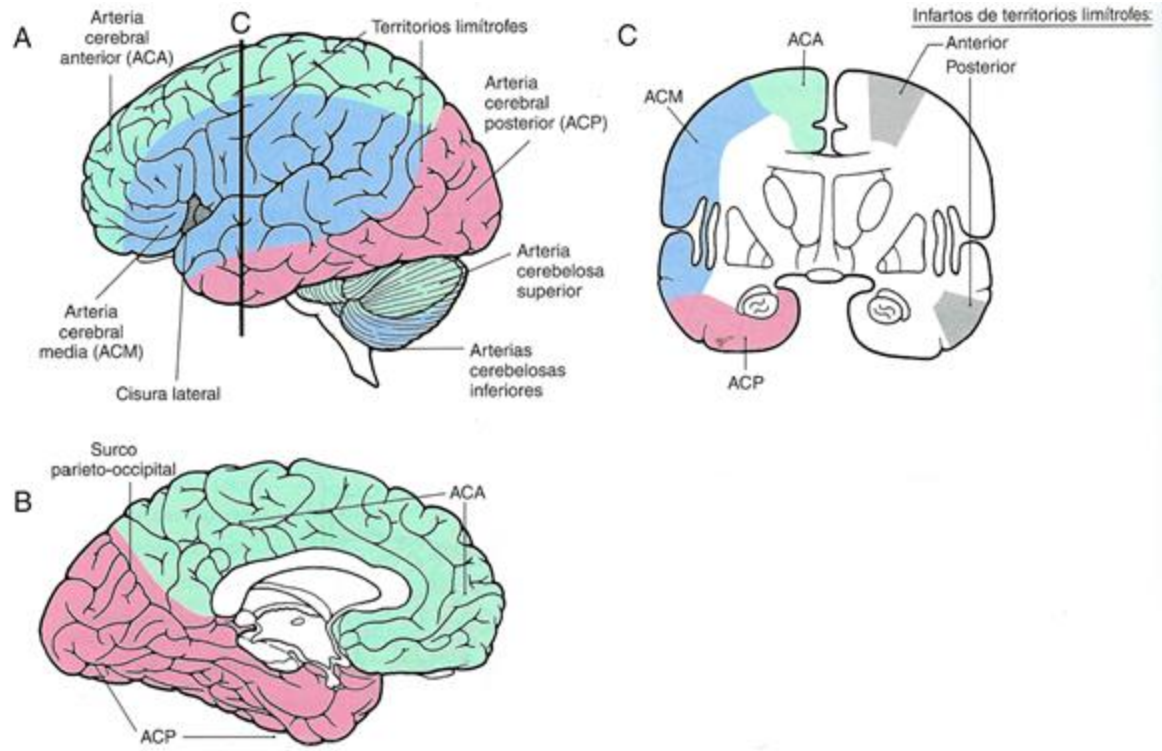 A
Arteria
cerebral
anterior (ACA)
C
Territorios limítrofes
Arteria
cerebral
posterior (ACP)
Arteria
cerebelosa
superior
Arterias
cerebelosas
inferiores
Arteria
cerebral
media (ACM)
Cisura lateral
C
Infartos de territorios limítrofes:
Anterior
Posterior
ACA
ACM
ACP
B
Surco
parieto-occipital
ACA
ACP